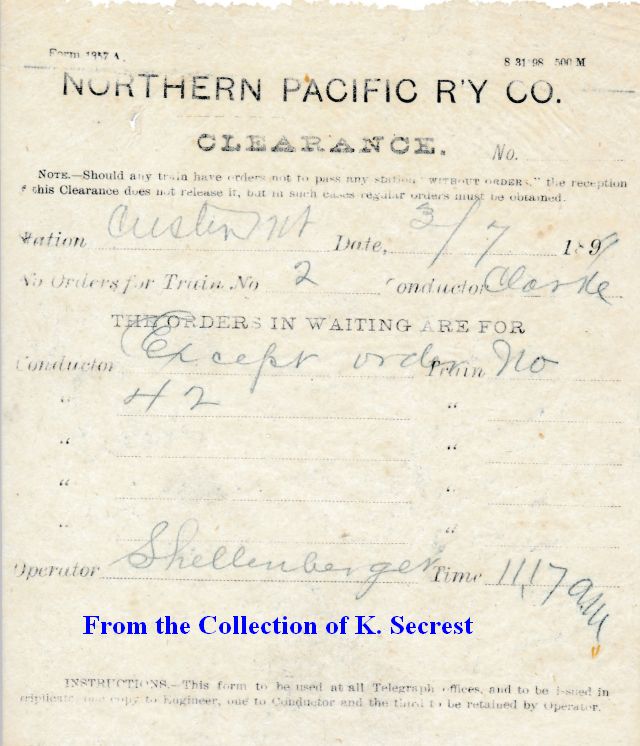 Form 1357 A. 8 31 98 500 M
NORTHERN PACIFIC R'Y CO.
CLEARANCE. No.
NOTE.—Should any train have orders not to pass any station "WITHOUT ORDERS," the reception
f this Clearance does not release it, but in such cases regular orders must be obtained.
Station Austin Mt Date, 3/7 1899
No Orders for Train No 2 Conductor Clarke
THE ORDERS IN WAITING ARE FOR
Conductor Except order Train No
" 42 "
" "
" "
" "
Operator Shellenberger Time 11,17 a.m.
From the Collection of K. Secrest
INSTRUCTIONS.—This form to be used at all Telegraph offices, and to be issued in
triplicate, one copy to Engineer, one to Conductor and the third to be retained by Operator.